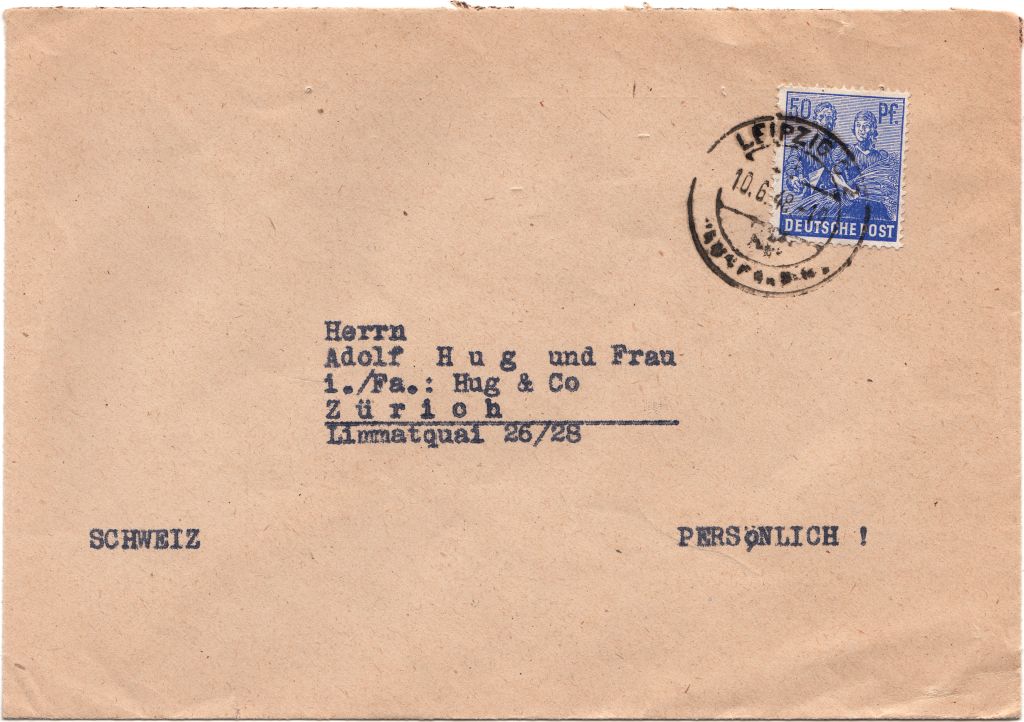 50 Pf.
LEIPZIG
10.6.48
DEUTSCHE POST
Herrn
Adolf H u g und Frau
i./Fa.: Hug & Co
Z ü r i c h
Limmatquai 26/28
SCHWEIZ
PERSöNLICH !